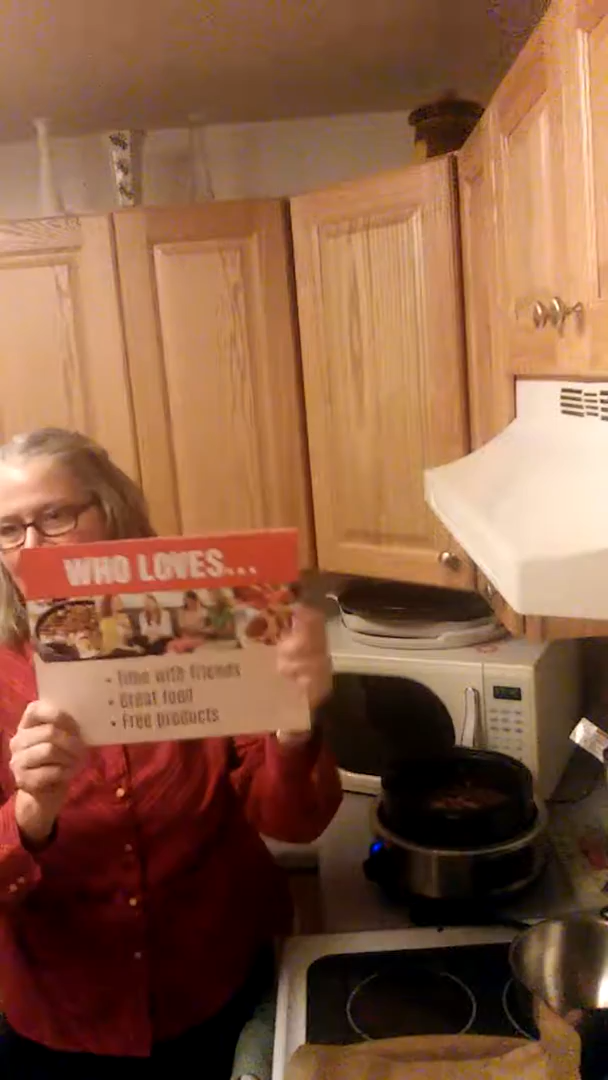 WHO LOVES...
• Time with friends
• Great food
• Free products